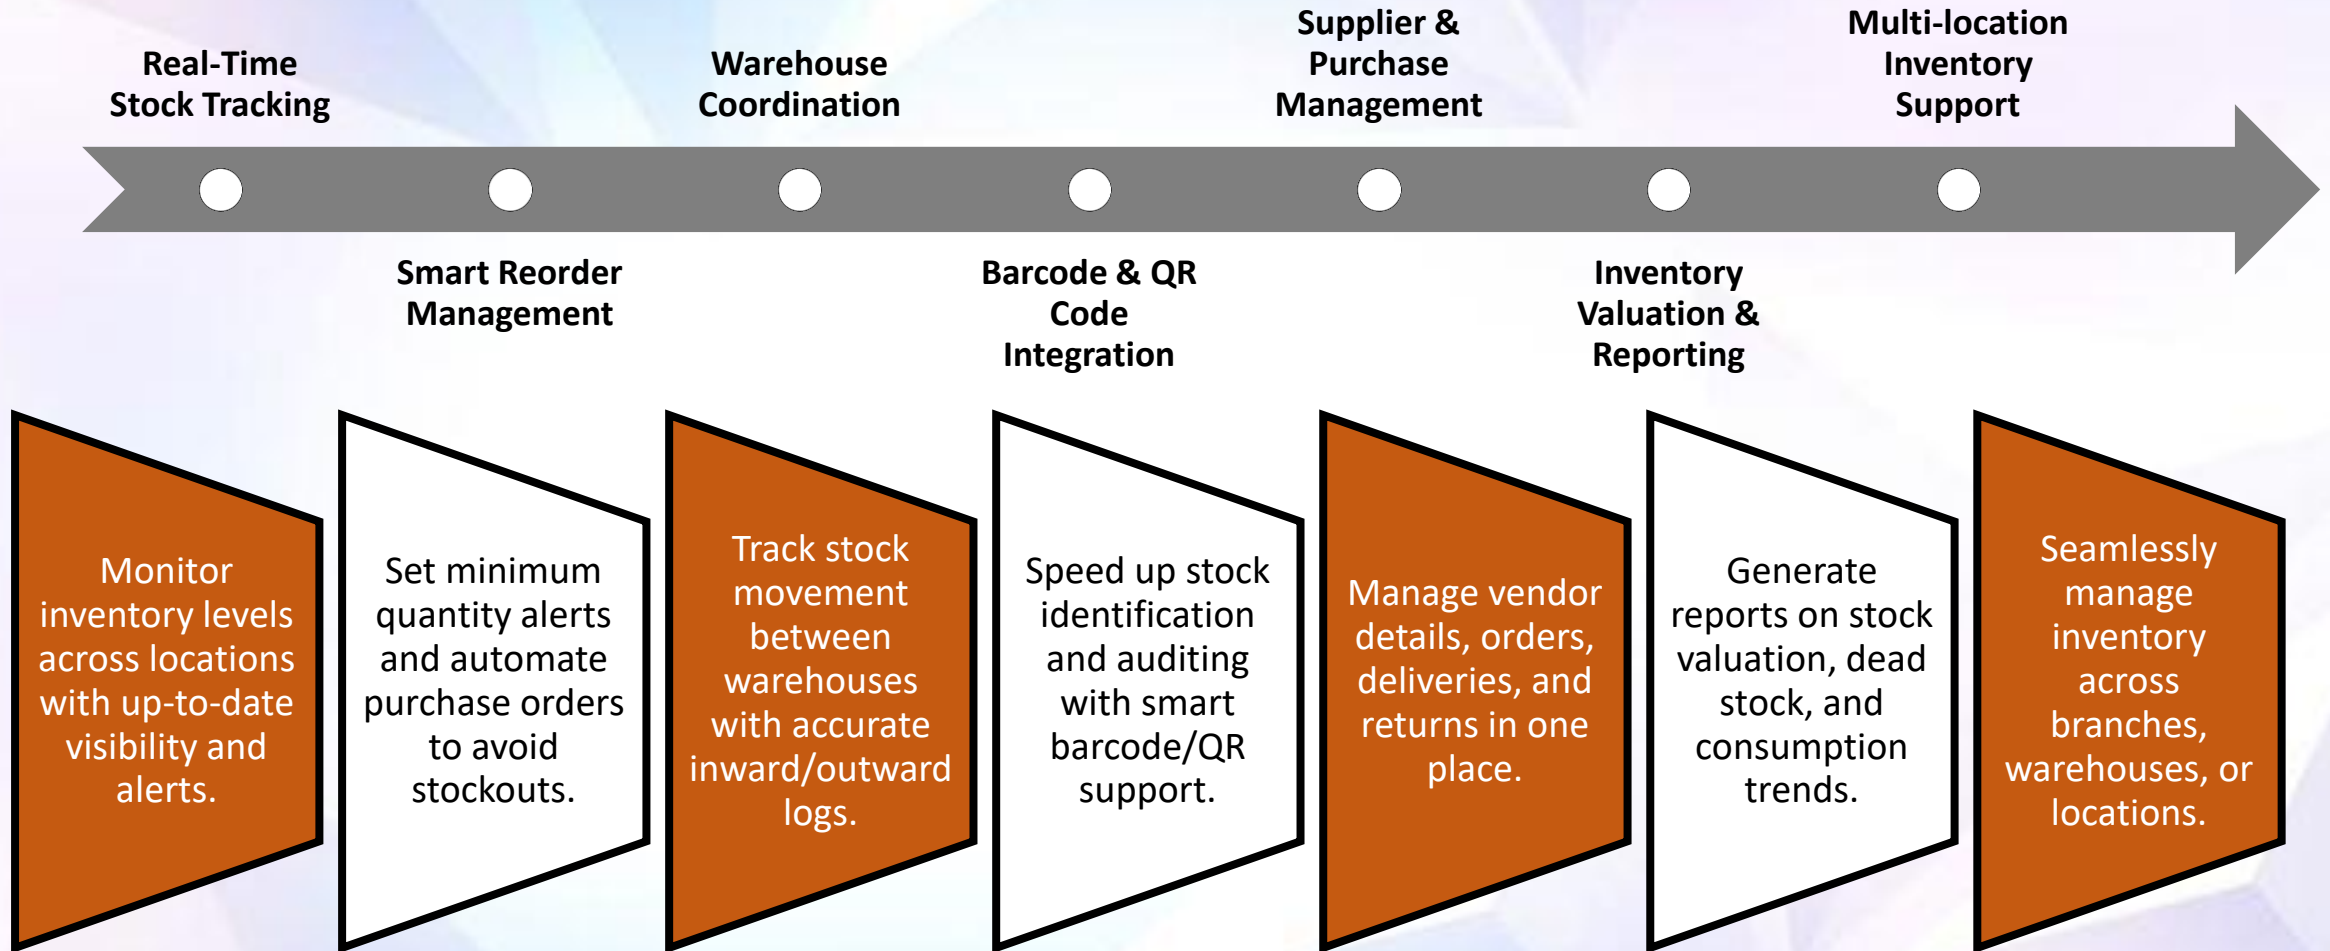 Real-Time
Stock Tracking
Warehouse
Coordination
Supplier &
Purchase
Management
Multi-location
Inventory
Support
Smart Reorder
Management
Barcode & QR
Code
Integration
Inventory
Valuation &
Reporting
Monitor
inventory levels
across locations
with up-to-date
visibility and
alerts.
Set minimum
quantity alerts
and automate
purchase orders
to avoid
stockouts.
Track stock
movement
between
warehouses
with accurate
inward/outward
logs.
Speed up stock
identification
and auditing
with smart
barcode/QR
support.
Manage vendor
details, orders,
deliveries, and
returns in one
place.
Generate
reports on stock
valuation, dead
stock, and
consumption
trends.
Seamlessly
manage
inventory
across
branches,
warehouses, or
locations.